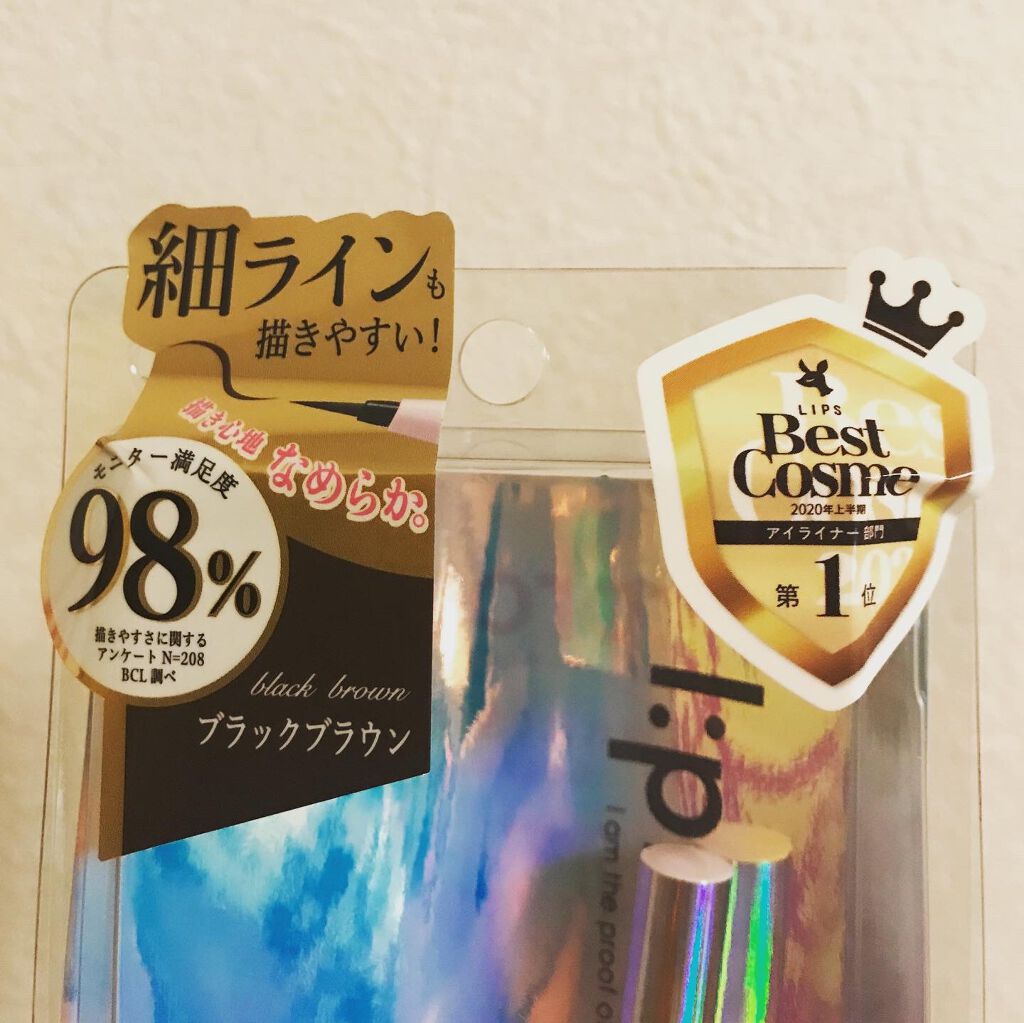 細ラインも
描きやすい!
描き心地 なめらか。
モニター満足度
98%
描きやすさに関する
アンケート N=208
BCL調べ
black brown
ブラックブラウン
LIPS
Best
Cosme
2020年上半期
アイライナー部門
第1位
i:p
i am the proof o